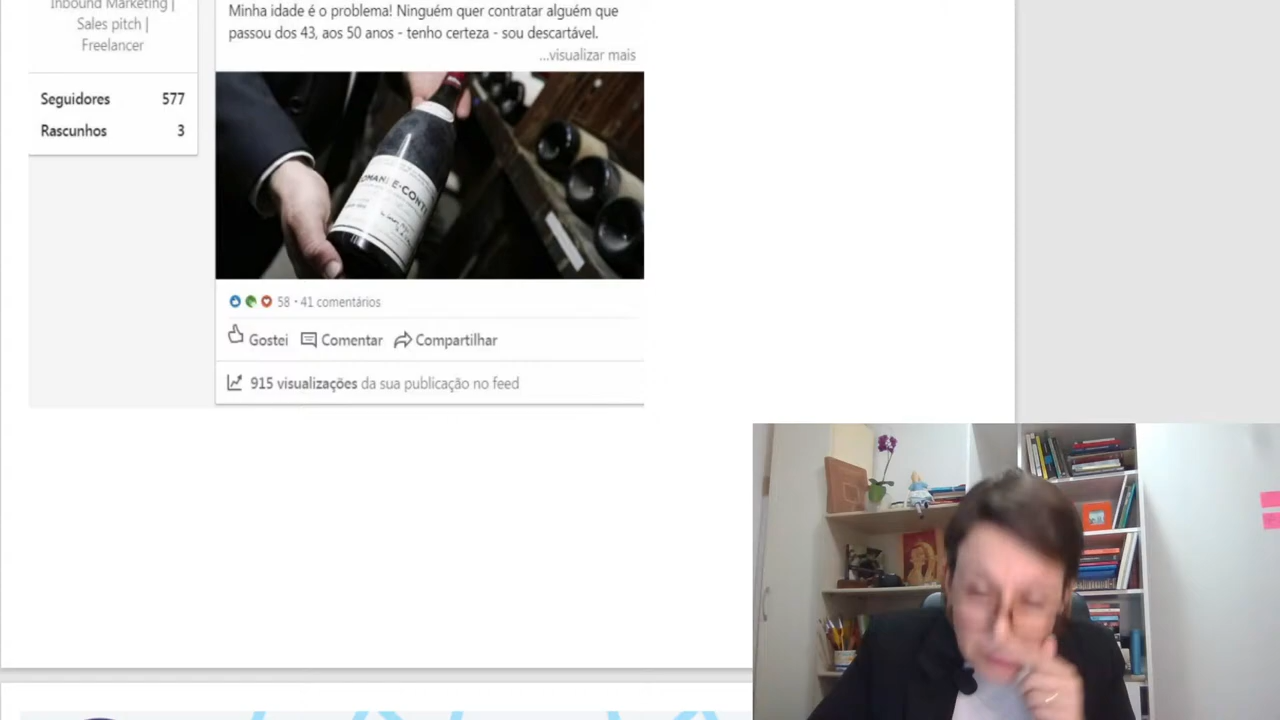 Inbound Marketing |
Sales pitch |
Freelancer
Seguidores 577
Rascunhos 3
Minha idade é o problema! Ninguém quer contratar alguém que
passou dos 43, aos 50 anos - tenho certeza - sou descartável.
...visualizar mais
58 · 41 comentários
Gostei Comentar Compartilhar
915 visualizações da sua publicação no feed